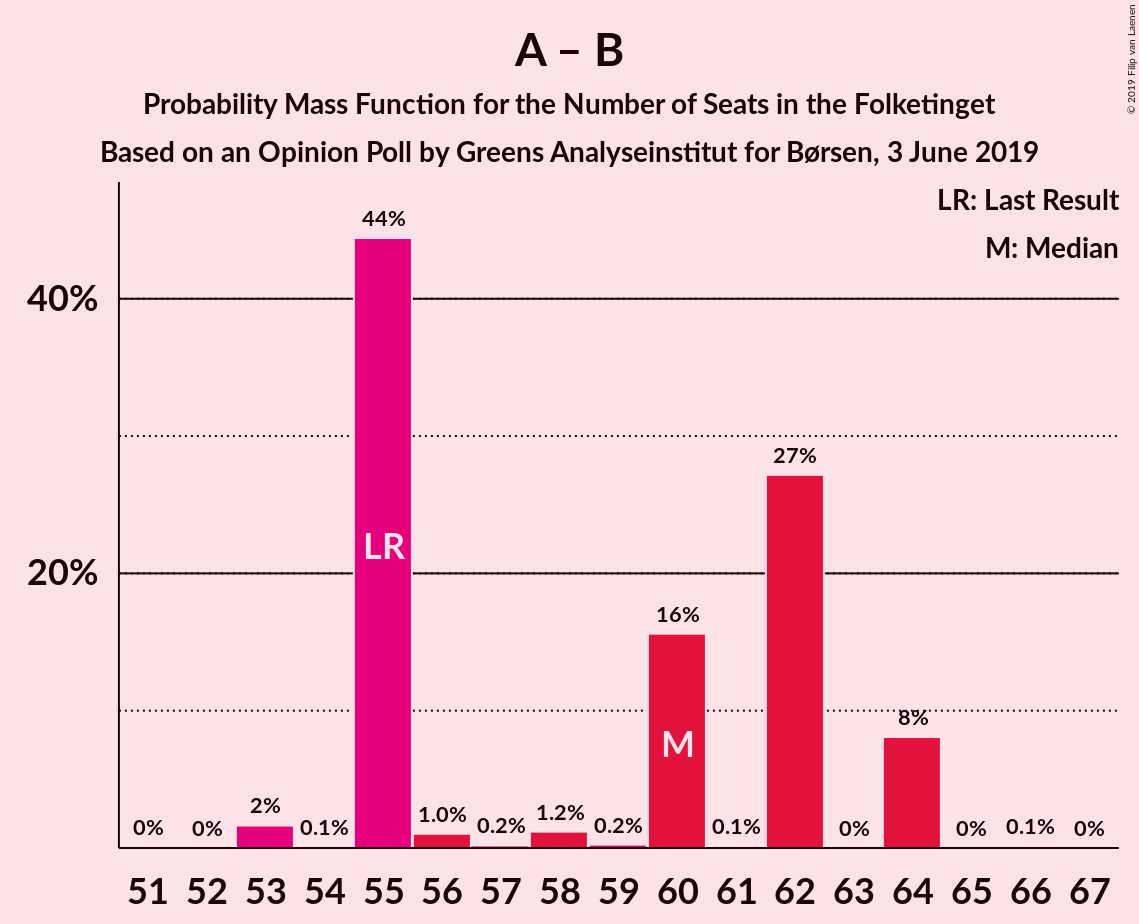 A – B
Probability Mass Function for the Number of Seats in the Folketinget
Based on an Opinion Poll by Greens Analyseinstitut for Børsen, 3 June 2019
© 2019 Filip van Laenen
LR: Last Result
M: Median
40%
20%
0% 0% 2% 0.1% 44% 1.0% 0.2% 1.2% 0.2% 16% 0.1% 27% 0% 8% 0% 0.1% 0%
LR
M
51 52 53 54 55 56 57 58 59 60 61 62 63 64 65 66 67